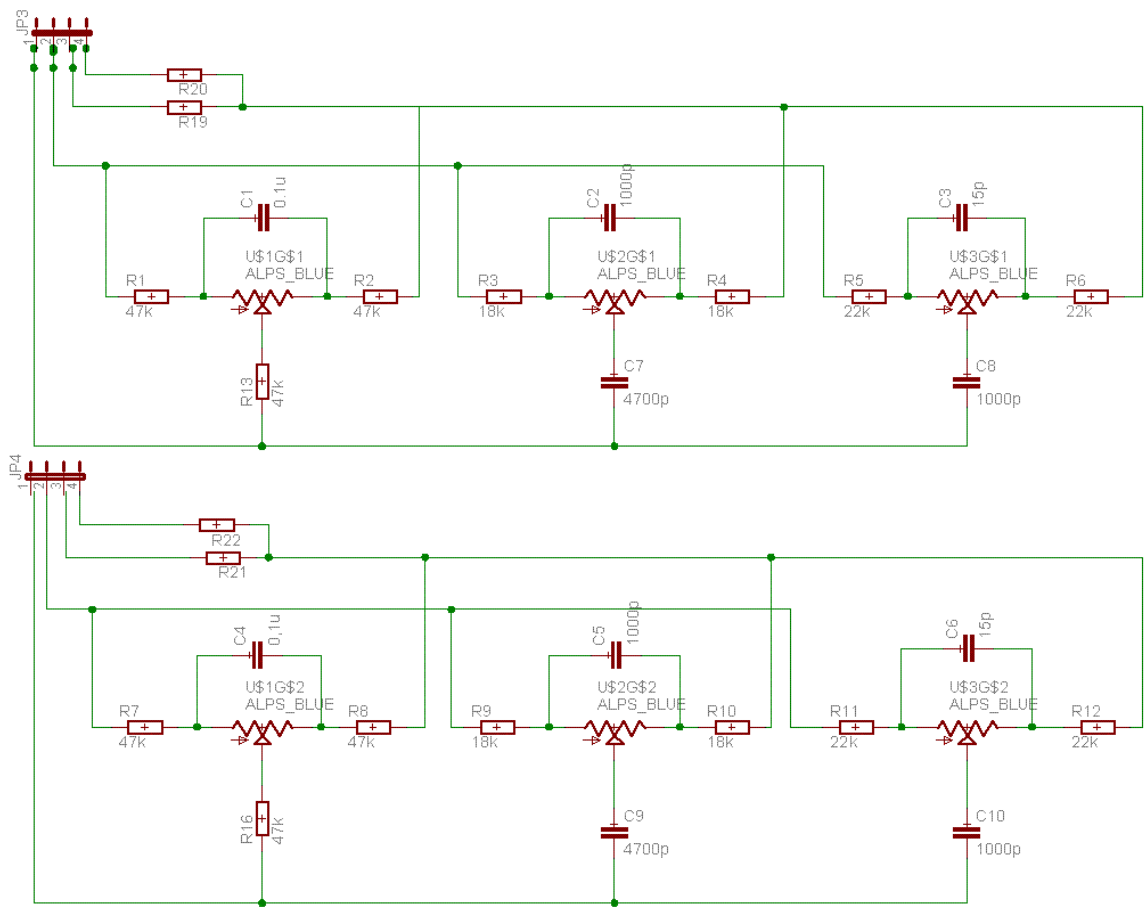 JP3
1
2
3
4
R20
R19
C1
0.1u
C2
1000p
C3
15p
U$1G$1
ALPS_BLUE
U$2G$1
ALPS_BLUE
U$3G$1
ALPS_BLUE
R1
47k
R2
47k
R3
18k
R4
18k
R5
22k
R6
22k
R13
47k
C7
4700p
C8
1000p
JP4
1
2
3
4
R22
R21
C4
0,1u
C5
1000p
C6
15p
U$1G$2
ALPS_BLUE
U$2G$2
ALPS_BLUE
U$3G$2
ALPS_BLUE
R7
47k
R8
47k
R9
18k
R10
18k
R11
22k
R12
22k
R16
47k
C9
4700p
C10
1000p